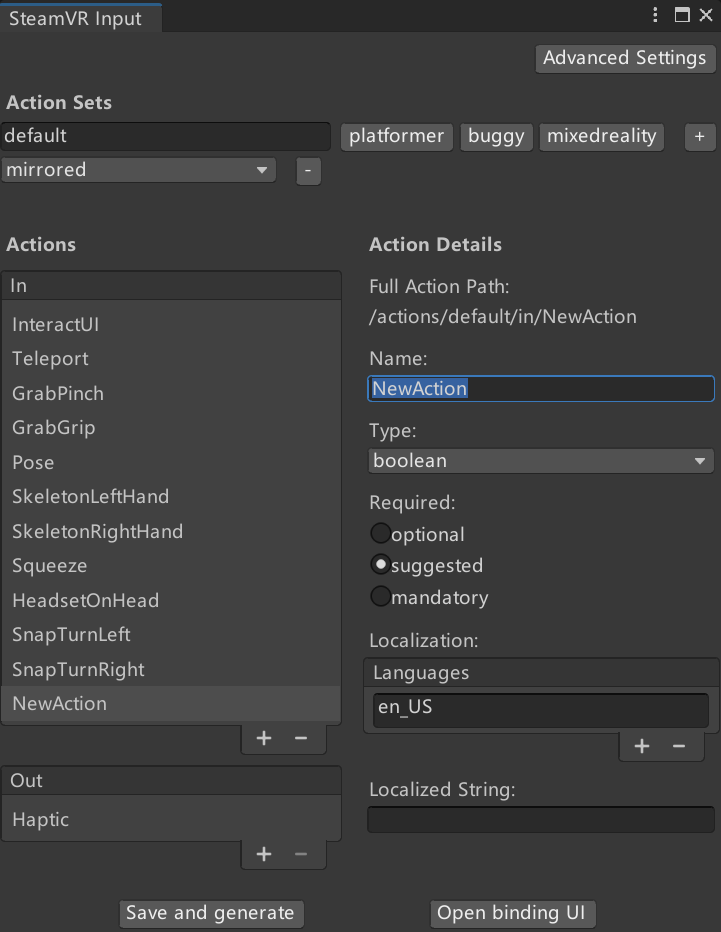 SteamVR Input
Advanced Settings
Action Sets
default platformer buggy mixedreality +
mirrored -
Actions
In
InteractUI
Teleport
GrabPinch
GrabGrip
Pose
SkeletonLeftHand
SkeletonRightHand
Squeeze
HeadsetOnHead
SnapTurnLeft
SnapTurnRight
NewAction
+ −
Out
Haptic
+ −
Action Details
Full Action Path:
/actions/default/in/NewAction
Name:
NewAction
Type:
boolean
Required:
optional
suggested
mandatory
Localization:
Languages
en_US
+ −
Localized String:
Save and generate
Open binding UI